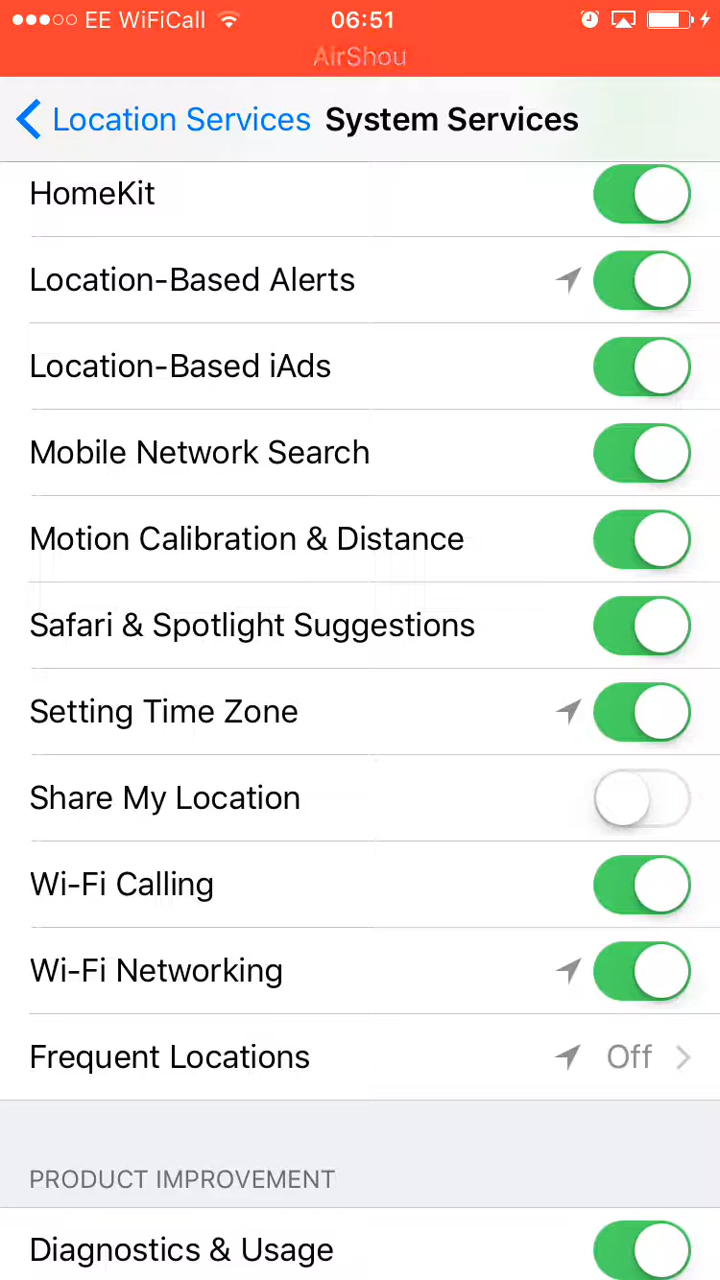 EE WiFiCall 06:51
AirShou
Location Services System Services
HomeKit
Location-Based Alerts
Location-Based iAds
Mobile Network Search
Motion Calibration & Distance
Safari & Spotlight Suggestions
Setting Time Zone
Share My Location
Wi-Fi Calling
Wi-Fi Networking
Frequent Locations Off
PRODUCT IMPROVEMENT
Diagnostics & Usage